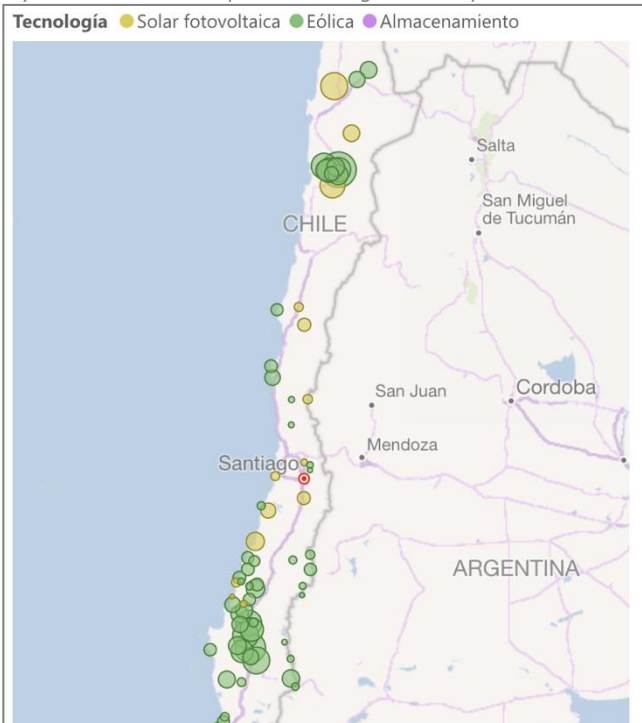 Tecnología Solar fotovoltaica Eólica Almacenamiento
Salta
San Miguel
de Tucumán
CHILE
San Juan
Cordoba
Mendoza
Santiago
ARGENTINA